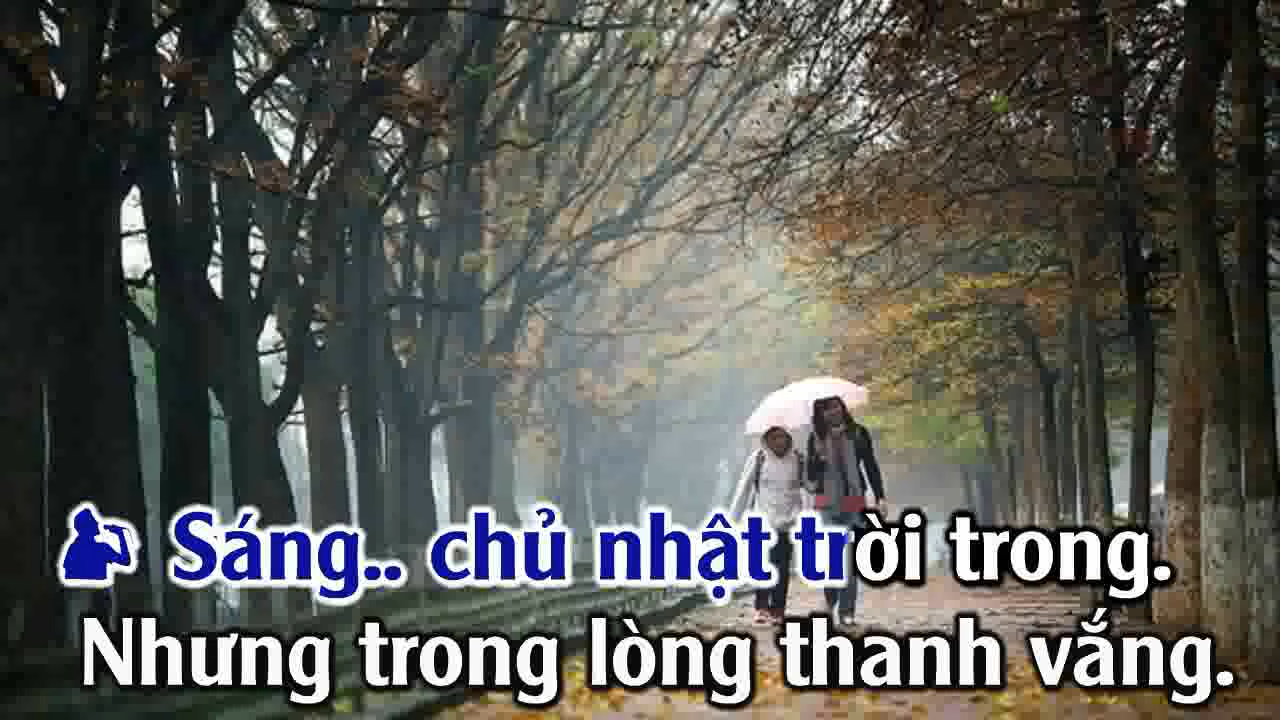 Sáng.. chủ nhật trời trong.
Nhưng trong lòng thanh vắng.